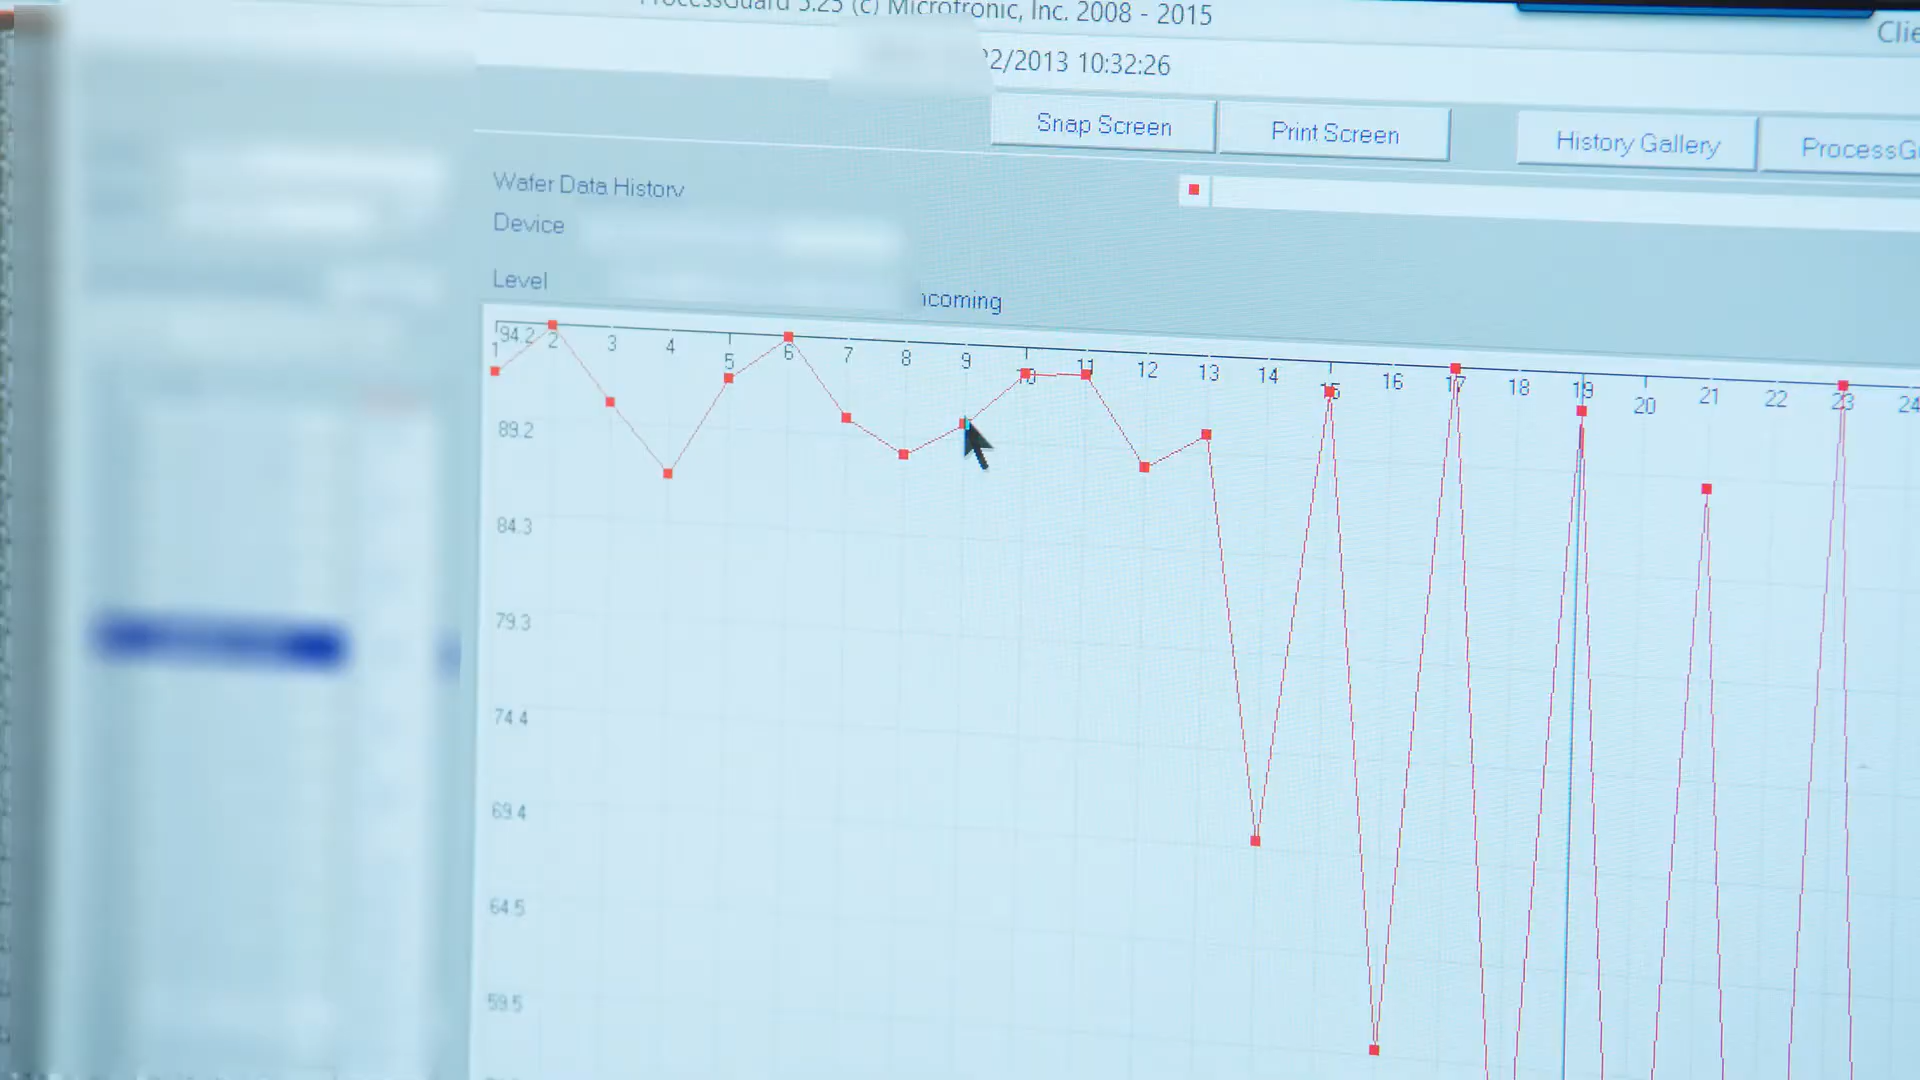 ProcessGuard 5.25 (c) Microtronic, Inc. 2008 - 2015
2/2013 10:32:26
Snap Screen Print Screen History Gallery
Wafer Data History
Device
Level
94.2
1 2 3 4 5 6 7 8 9 10 11 12 13 14 15 16 17 18 19 20 21 22 23 24
89.2
84.3
79.3
74.4
69.4
64.5
59.5